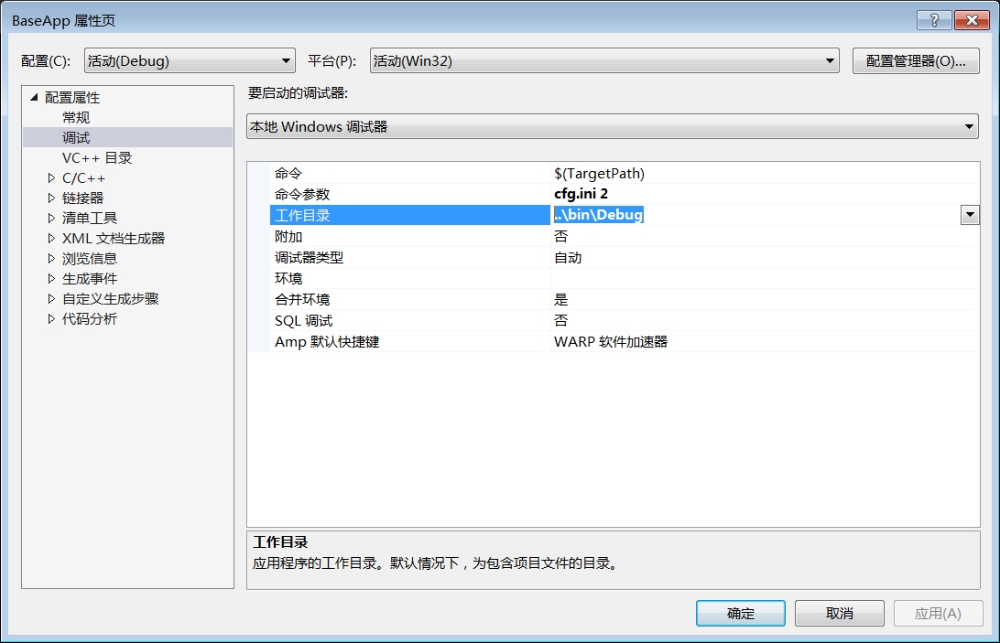 BaseApp 属性页
配置(C): 活动(Debug) 平台(P): 活动(Win32) 配置管理器(O)...
配置属性
常规
调试
VC++ 目录
C/C++
链接器
清单工具
XML 文档生成器
浏览信息
生成事件
自定义生成步骤
代码分析
要启动的调试器:
本地 Windows 调试器
命令 $(TargetPath)
命令参数 cfg.ini 2
工作目录 ..\bin\Debug
附加 否
调试器类型 自动
环境
合并环境 是
SQL 调试 否
Amp 默认快捷键 WARP 软件加速器
工作目录
应用程序的工作目录。默认情况下，为包含项目文件的目录。
确定 取消 应用(A)